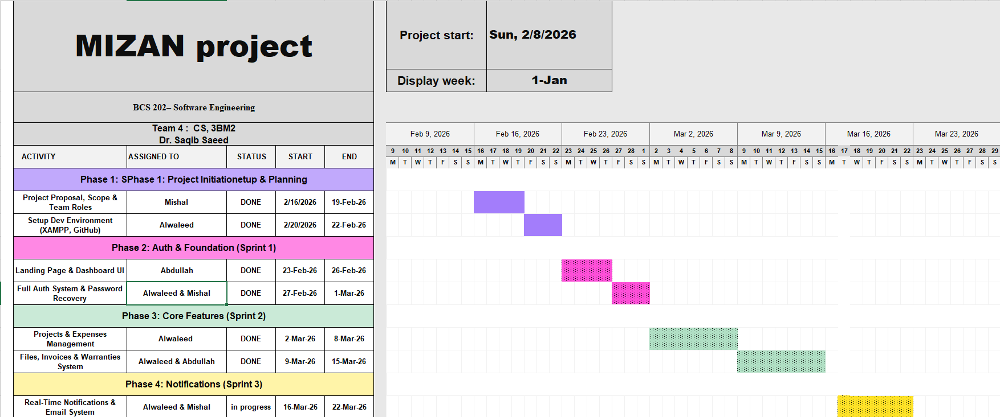 MIZAN project
Project start:
Sun, 2/8/2026
Display week:
1-Jan
BCS 202– Software Engineering
Team 4 :  CS, 3BM2
Dr. Saqib Saeed
Feb 9, 2026 Feb 16, 2026 Feb 23, 2026 Mar 2, 2026 Mar 9, 2026 Mar 16, 2026 Mar 23, 2026
9 10 11 12 13 14 15 16 17 18 19 20 21 22 23 24 25 26 27 28 1 2 3 4 5 6 7 8 9 10 11 12 13 14 15 16 17 18 19 20 21 22 23 24 25 26 27 28 29
ACTIVITY ASSIGNED TO STATUS START END
M T W T F S S M T W T F S S M T W T F S S M T W T F S S M T W T F S S M T W T F S S M T W T F S S
Phase 1: SPhase 1: Project Initiationetup & Planning
Project Proposal, Scope &
Team Roles
Mishal DONE 2/16/2026 19-Feb-26
Setup Dev Environment
(XAMPP, GitHub)
Alwaleed DONE 2/20/2026 22-Feb-26
Phase 2: Auth & Foundation (Sprint 1)
Landing Page & Dashboard UI Abdullah DONE 23-Feb-26 26-Feb-26
Full Auth System & Password
Recovery
Alwaleed & Mishal DONE 27-Feb-26 1-Mar-26
Phase 3: Core Features (Sprint 2)
Projects & Expenses
Management
Alwaleed DONE 2-Mar-26 8-Mar-26
Files, Invoices & Warranties
System
Alwaleed & Abdullah DONE 9-Mar-26 15-Mar-26
Phase 4: Notifications (Sprint 3)
Real-Time Notifications &
Email System
Alwaleed & Mishal in progress 16-Mar-26 22-Mar-26